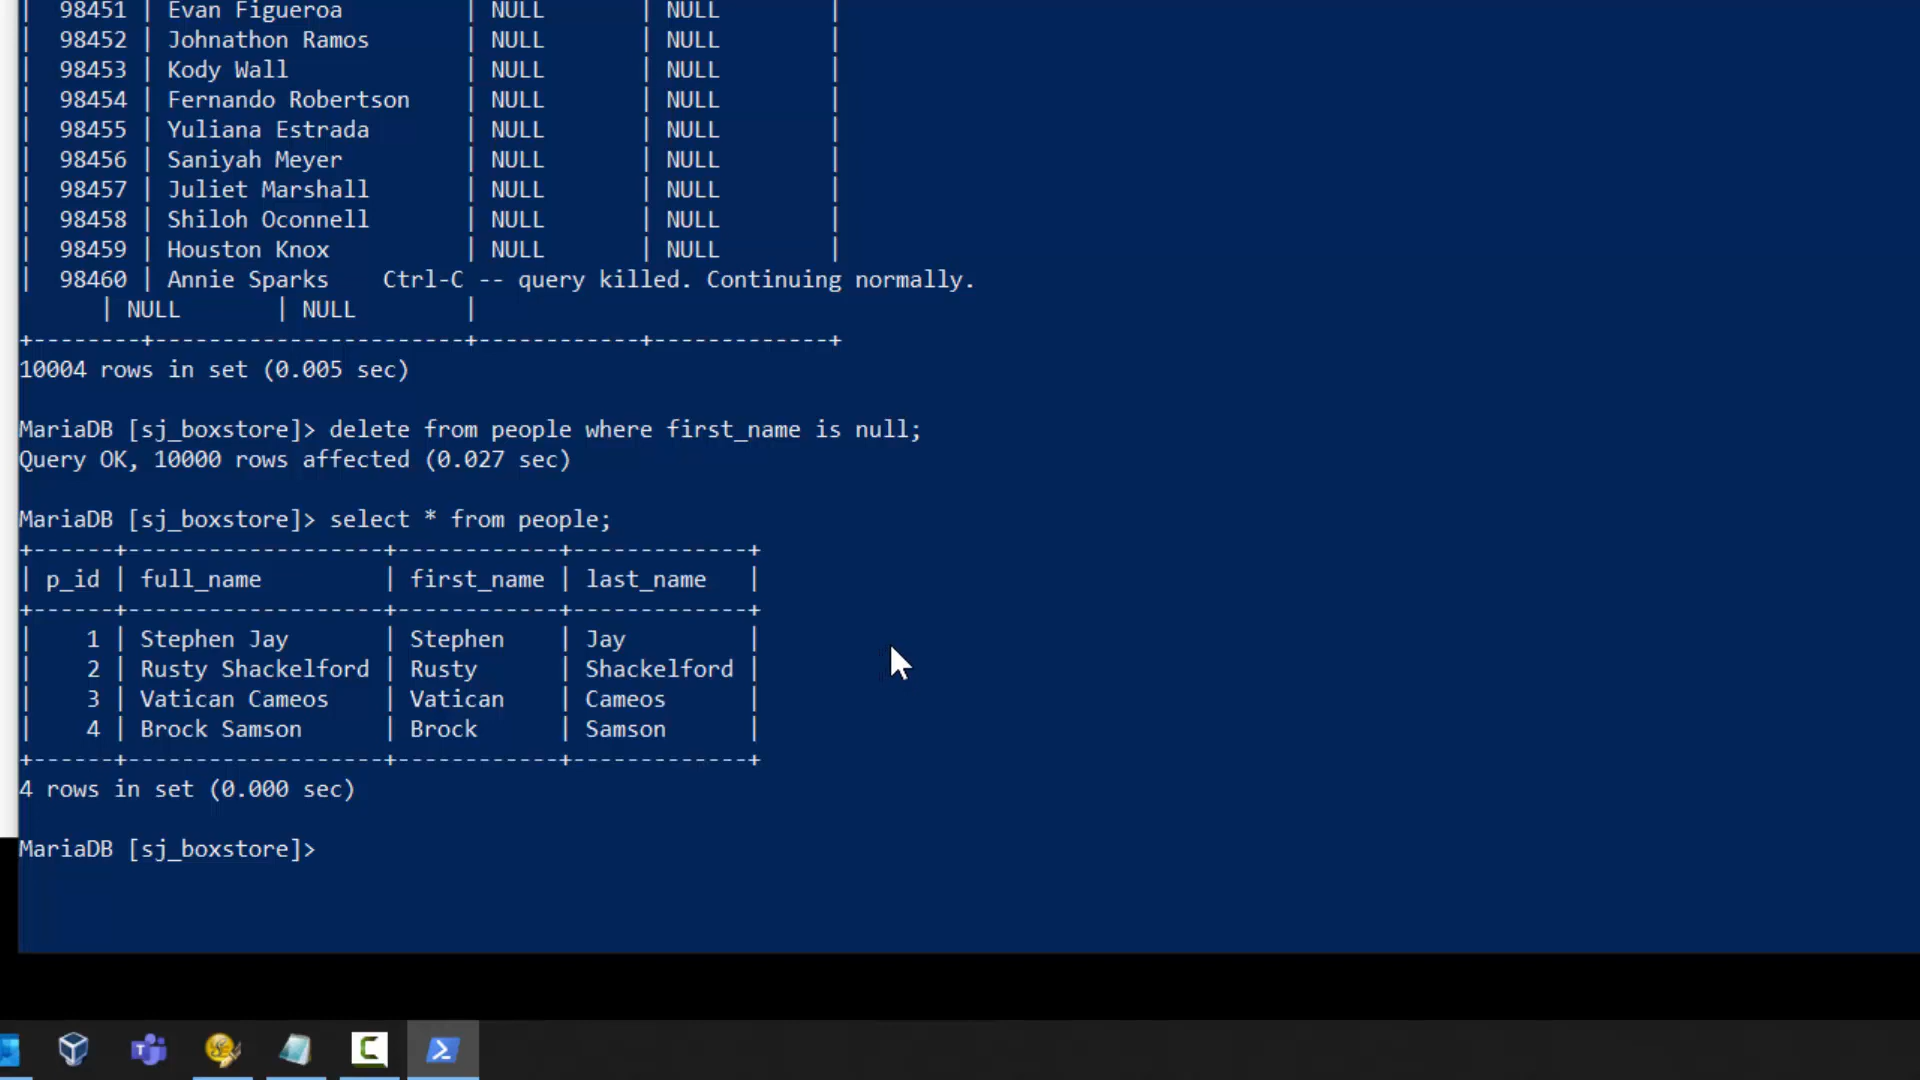 | 98451 | Evan Figueroa | NULL | NULL |
| 98452 | Johnathon Ramos | NULL | NULL |
| 98453 | Kody Wall | NULL | NULL |
| 98454 | Fernando Robertson | NULL | NULL |
| 98455 | Yuliana Estrada | NULL | NULL |
| 98456 | Saniyah Meyer | NULL | NULL |
| 98457 | Juliet Marshall | NULL | NULL |
| 98458 | Shiloh Oconnell | NULL | NULL |
| 98459 | Houston Knox | NULL | NULL |
| 98460 | Annie Sparks Ctrl-C -- query killed. Continuing normally.
| NULL | NULL |
+--------+-----------------------+------------+-------------+
10004 rows in set (0.005 sec)
MariaDB [sj_boxstore]> delete from people where first_name is null;
Query OK, 10000 rows affected (0.027 sec)
MariaDB [sj_boxstore]> select * from people;
+------+-------------------+------------+-------------+
| p_id | full_name | first_name | last_name |
+------+-------------------+------------+-------------+
| 1 | Stephen Jay | Stephen | Jay |
| 2 | Rusty Shackelford | Rusty | Shackelford |
| 3 | Vatican Cameos | Vatican | Cameos |
| 4 | Brock Samson | Brock | Samson |
+------+-------------------+------------+-------------+
4 rows in set (0.000 sec)
MariaDB [sj_boxstore]>